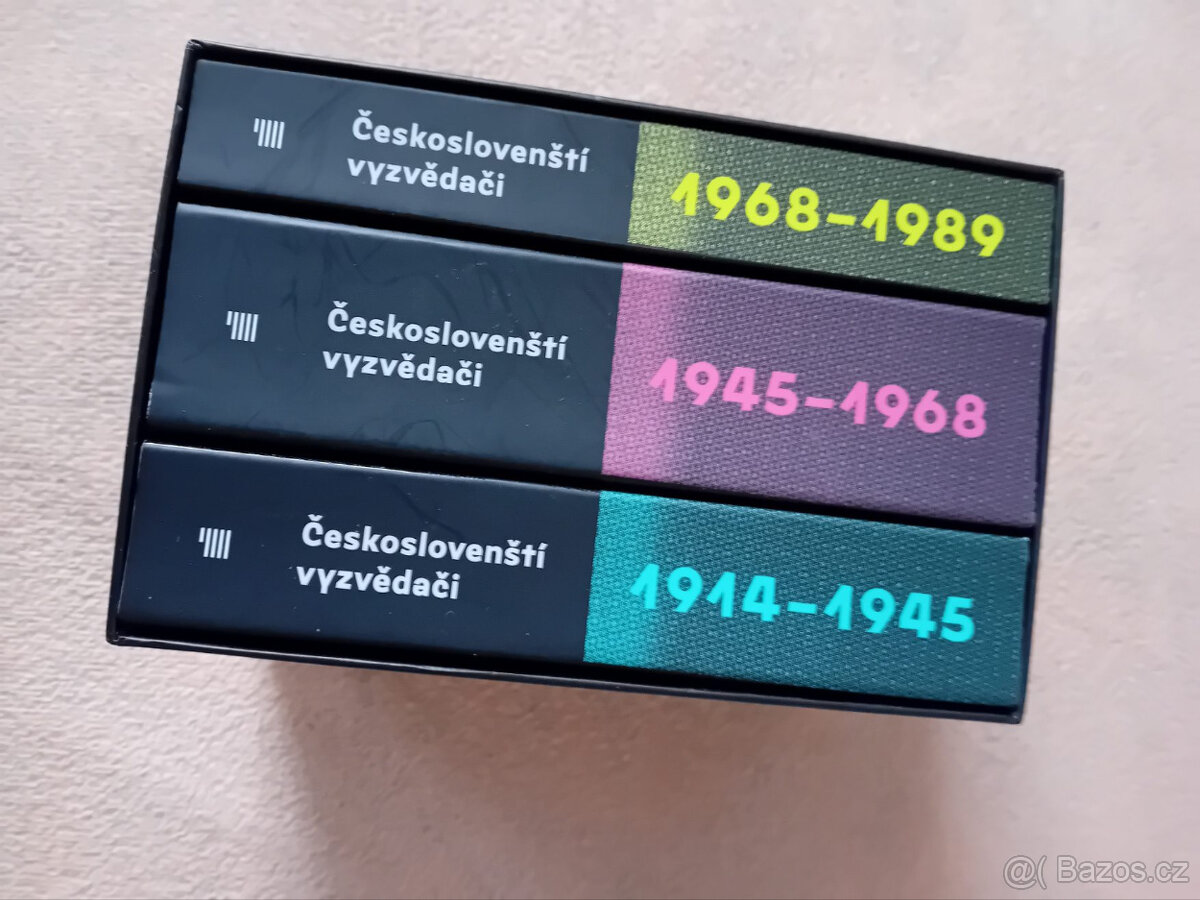 Českoslovenští
vyzvědači
1968–1989
Českoslovenští
vyzvědači
1945–1968
Českoslovenští
vyzvědači
1914–1945
@( Bazos.cz